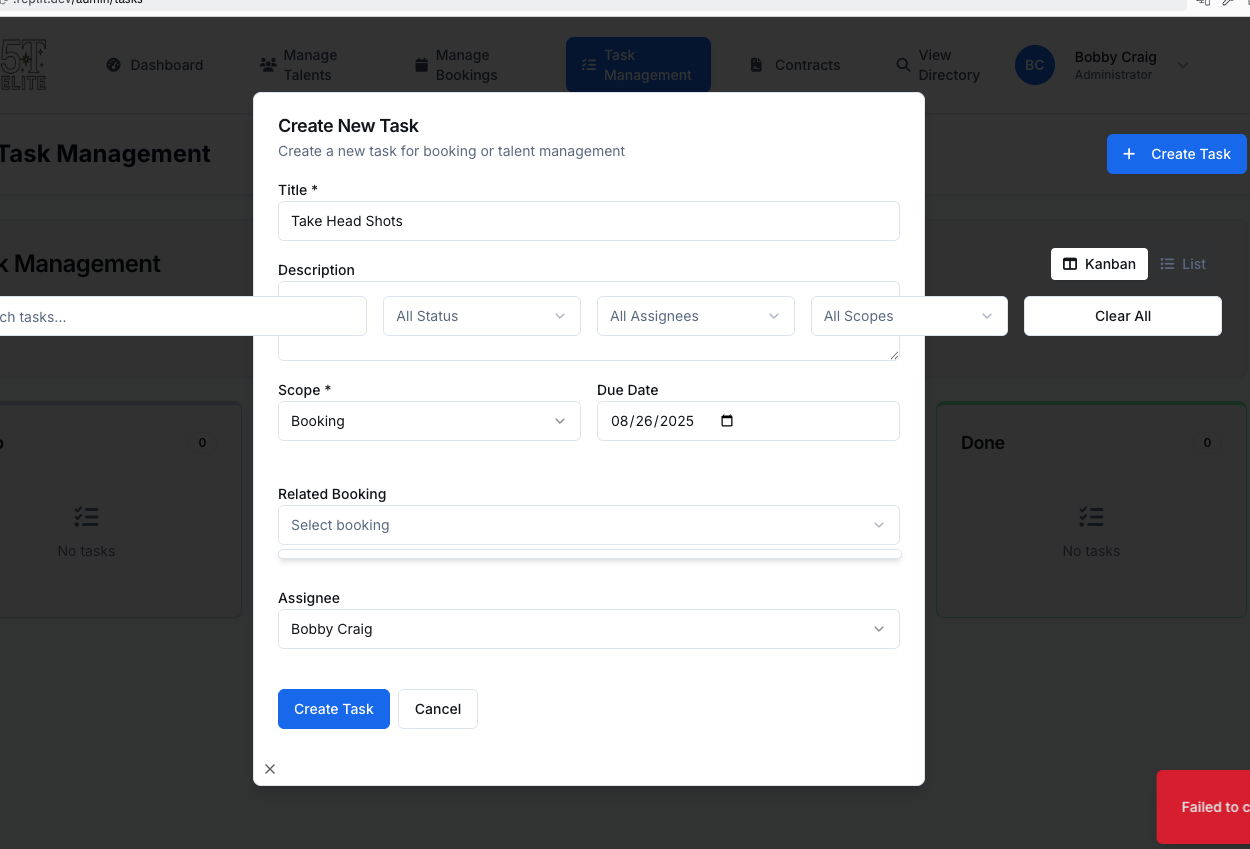 .replit.dev/admin/tasks
5T
ELITE
Dashboard
Manage
Talents
Manage
Bookings
Task
Management
Contracts
View
Directory
BC
Bobby Craig
Administrator
Task Management
Create Task
Create New Task
Create a new task for booking or talent management
Title *
Take Head Shots
k Management
Kanban
List
Description
ch tasks...
All Status
All Assignees
All Scopes
Clear All
Scope *
Due Date
Booking
08/26/2025
0
Done
0
Related Booking
Select booking
No tasks
No tasks
Assignee
Bobby Craig
Create Task
Cancel
Failed to c